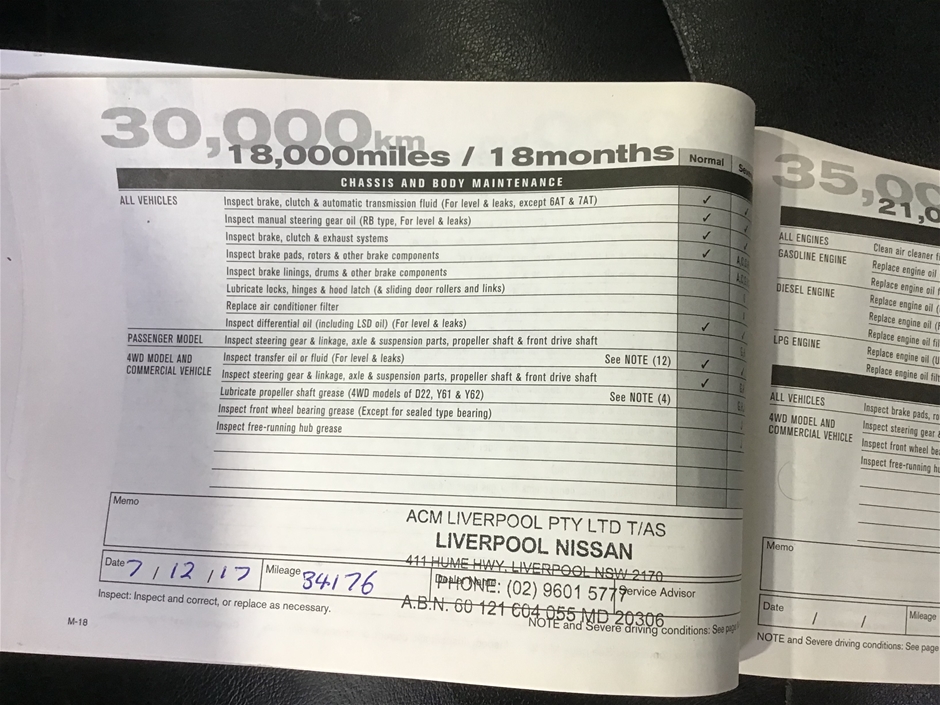 30,000km
18,000miles / 18months
Normal
CHASSIS AND BODY MAINTENANCE
ALL VEHICLES
Inspect brake, clutch & automatic transmission fluid (For level & leaks, except 6AT & 7AT) ✓
Inspect manual steering gear oil (RB type, For level & leaks) ✓
Inspect brake, clutch & exhaust systems ✓
Inspect brake pads, rotors & other brake components ✓
Inspect brake linings, drums & other brake components
Lubricate locks, hinges & hood latch (& sliding door rollers and links)
Replace air conditioner filter
Inspect differential oil (including LSD oil) (For level & leaks) ✓
PASSENGER MODEL
Inspect steering gear & linkage, axle & suspension parts, propeller shaft & front drive shaft
4WD MODEL AND
COMMERCIAL VEHICLE
Inspect transfer oil or fluid (For level & leaks) See NOTE (12) ✓
Inspect steering gear & linkage, axle & suspension parts, propeller shaft & front drive shaft ✓
Lubricate propeller shaft grease (4WD models of D22, Y61 & Y62) See NOTE (4)
Inspect front wheel bearing grease (Except for sealed type bearing)
Inspect free-running hub grease
Memo
ACM LIVERPOOL PTY LTD T/AS
LIVERPOOL NISSAN
411 HUME HWY, LIVERPOOL NSW 2170
PHONE: (02) 9601 5777
A.B.N. 60 121 604 055 MD 20306
Date 7 / 12 / 17
Mileage 34176
Dealer Name
Service Advisor
Inspect: Inspect and correct, or replace as necessary.
NOTE and Severe driving conditions: See page
M-18
35,00
21,0
ALL ENGINES
Clean air cleaner
GASOLINE ENGINE
Replace engine oil
Replace engine oil
DIESEL ENGINE
Replace engine oil
Replace engine oil
Replace engine oil
LPG ENGINE
Replace engine oil
Replace engine oil
ALL VEHICLES
Inspect brake pads,
4WD MODEL AND
COMMERCIAL VEHICLE
Inspect steering gear
Inspect front wheel
Inspect free-running
Memo
Date / /
Mileage
NOTE and Severe driving conditions: See page